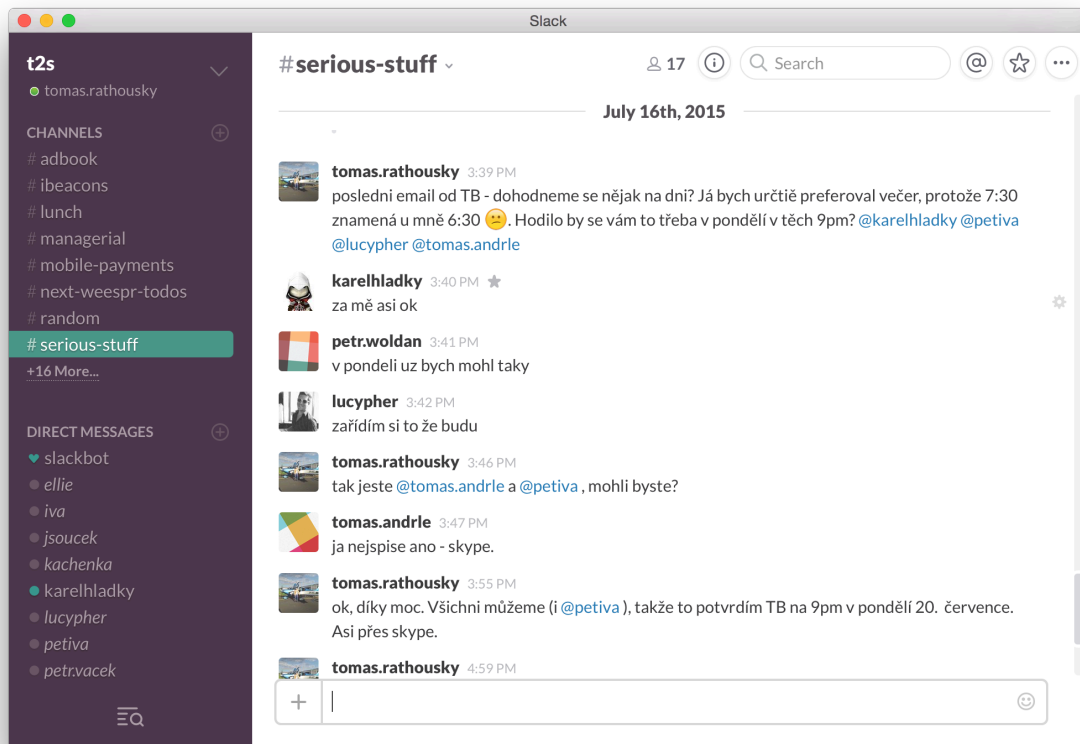 Slack
t2s
tomas.rathousky
CHANNELS
# adbook
# ibeacons
# lunch
# managerial
# mobile-payments
# next-weespr-todos
# random
# serious-stuff
+16 More...
DIRECT MESSAGES
slackbot
ellie
iva
jsoucek
kachenka
karelhladky
lucypher
petiva
petr.vacek
#serious-stuff
17
Search
July 16th, 2015
tomas.rathousky 3:39 PM
posledni email od TB - dohodneme se nějak na dni? Já bych určtiě preferoval večer, protože 7:30
znamená u mně 6:30 😕. Hodilo by se vám to třeba v pondělí v těch 9pm? @karelhladky @petiva
@lucypher @tomas.andrle
karelhladky 3:40 PM
za mě asi ok
petr.woldan 3:41 PM
v pondeli uz bych mohl taky
lucypher 3:42 PM
zařídím si to že budu
tomas.rathousky 3:46 PM
tak jeste @tomas.andrle a @petiva , mohli byste?
tomas.andrle 3:47 PM
ja nejspise ano - skype.
tomas.rathousky 3:55 PM
ok, díky moc. Všichni můžeme (i @petiva ), takže to potvrdím TB na 9pm v pondělí 20. července.
Asi přes skype.
tomas.rathousky 4:59 PM